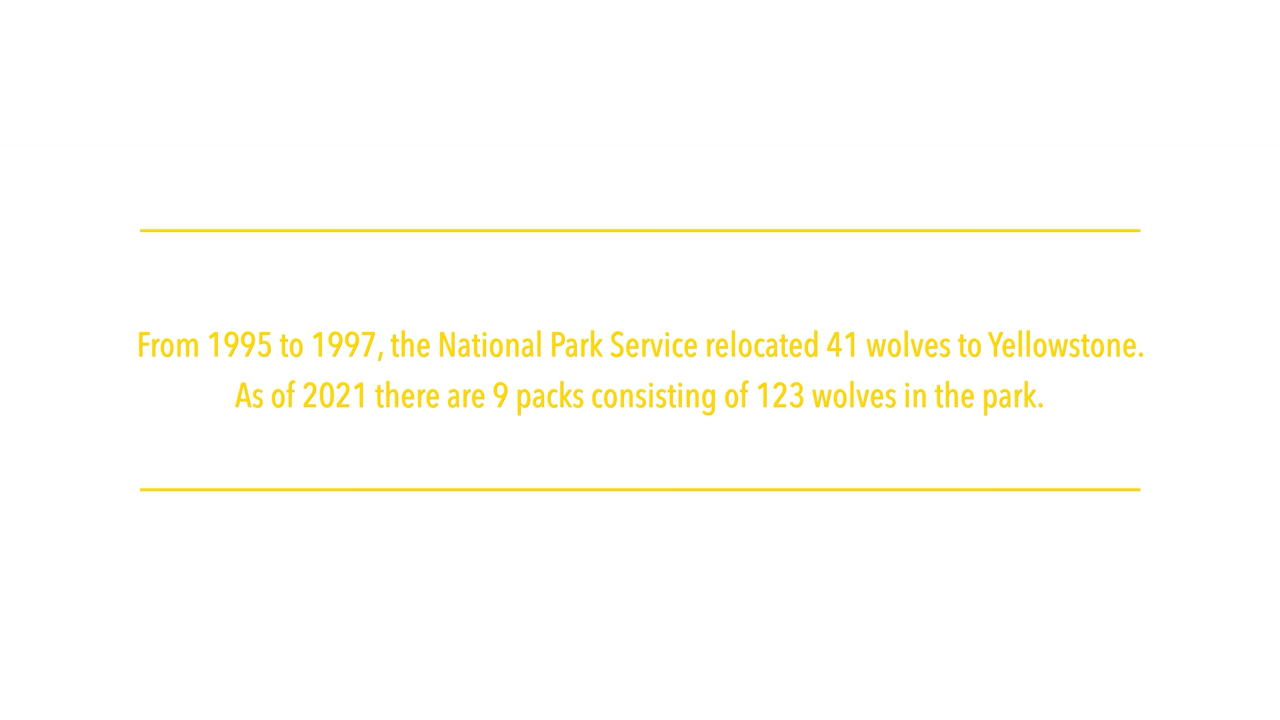 From 1995 to 1997, the National Park Service relocated 41 wolves to Yellowstone.
As of 2021 there are 9 packs consisting of 123 wolves in the park.